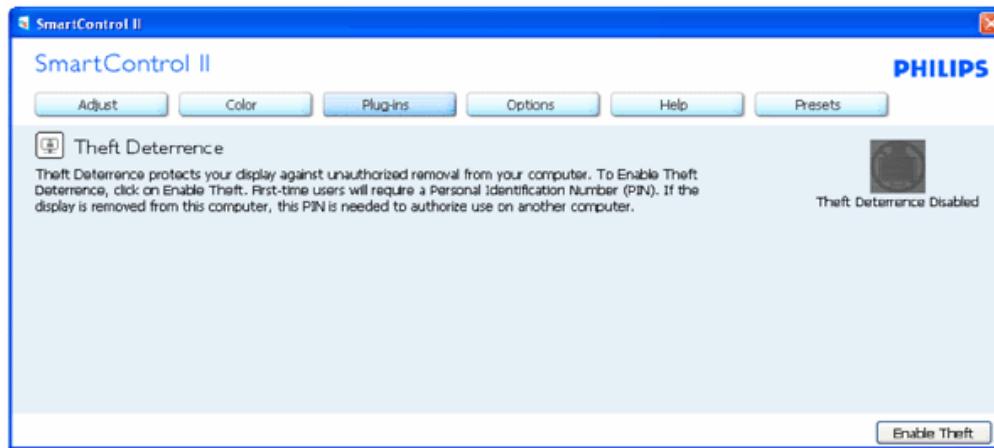 SmartControl II
SmartControl II
PHILIPS
Adjust Color Plug-ins Options Help Presets
Theft Deterrence
Theft Deterrence protects your display against unauthorized removal from your computer. To Enable Theft
Deterrence, click on Enable Theft. First-time users will require a Personal Identification Number (PIN). If the
display is removed from this computer, this PIN is needed to authorize use on another computer.
Theft Deterrence Disabled
Enable Theft